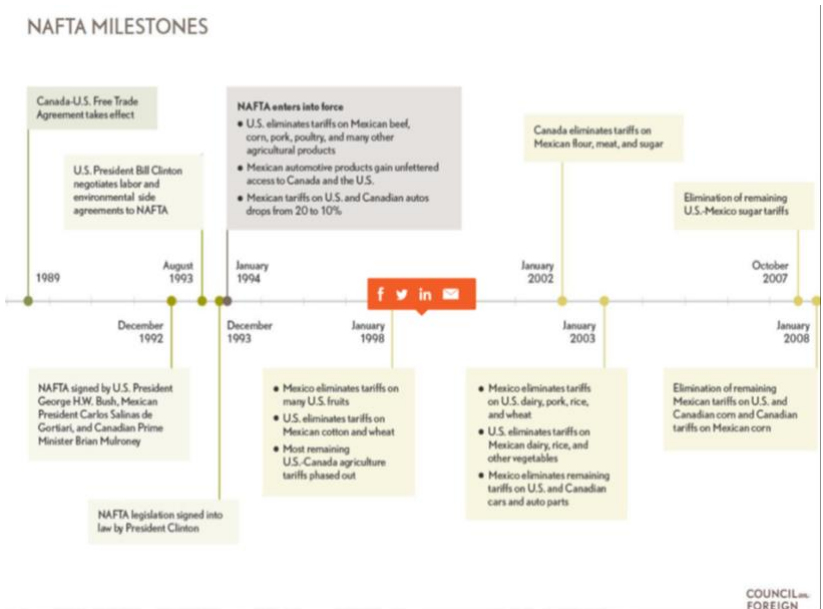 NAFTA MILESTONES
Canada-U.S. Free Trade
Agreement takes effect
U.S. President Bill Clinton
negotiates labor and
environmental side
agreements to NAFTA
NAFTA enters into force
• U.S. eliminates tariffs on Mexican beef,
corn, pork, poultry, and many other
agricultural products
• Mexican automotive products gain unfettered
access to Canada and the U.S.
• Mexican tariffs on U.S. and Canadian autos
drops from 20 to 10%
Canada eliminates tariffs on
Mexican flour, meat, and sugar
Elimination of remaining
U.S.-Mexico sugar tariffs
1989
August
1993
January
1994
January
2002
October
2007
f in
December
1992
December
1993
January
1998
January
2003
January
2008
NAFTA signed by U.S. President
George H.W. Bush, Mexican
President Carlos Salinas de
Gortiari, and Canadian Prime
Minister Brian Mulroney
• Mexico eliminates tariffs on
many U.S. fruits
• U.S. eliminates tariffs on
Mexican cotton and wheat
• Most remaining
U.S.-Canada agriculture
tariffs phased out
• Mexico eliminates tariffs
on U.S. dairy, pork, rice,
and wheat
• U.S. eliminates tariffs on
Mexican dairy, rice, and
other vegetables
• Mexico eliminates remaining
tariffs on U.S. and Canadian
cars and auto parts
Elimination of remaining
Mexican tariffs on U.S. and
Canadian corn and Canadian
tariffs on Mexican corn
NAFTA legislation signed into
law by President Clinton
COUNCIL on
FOREIGN